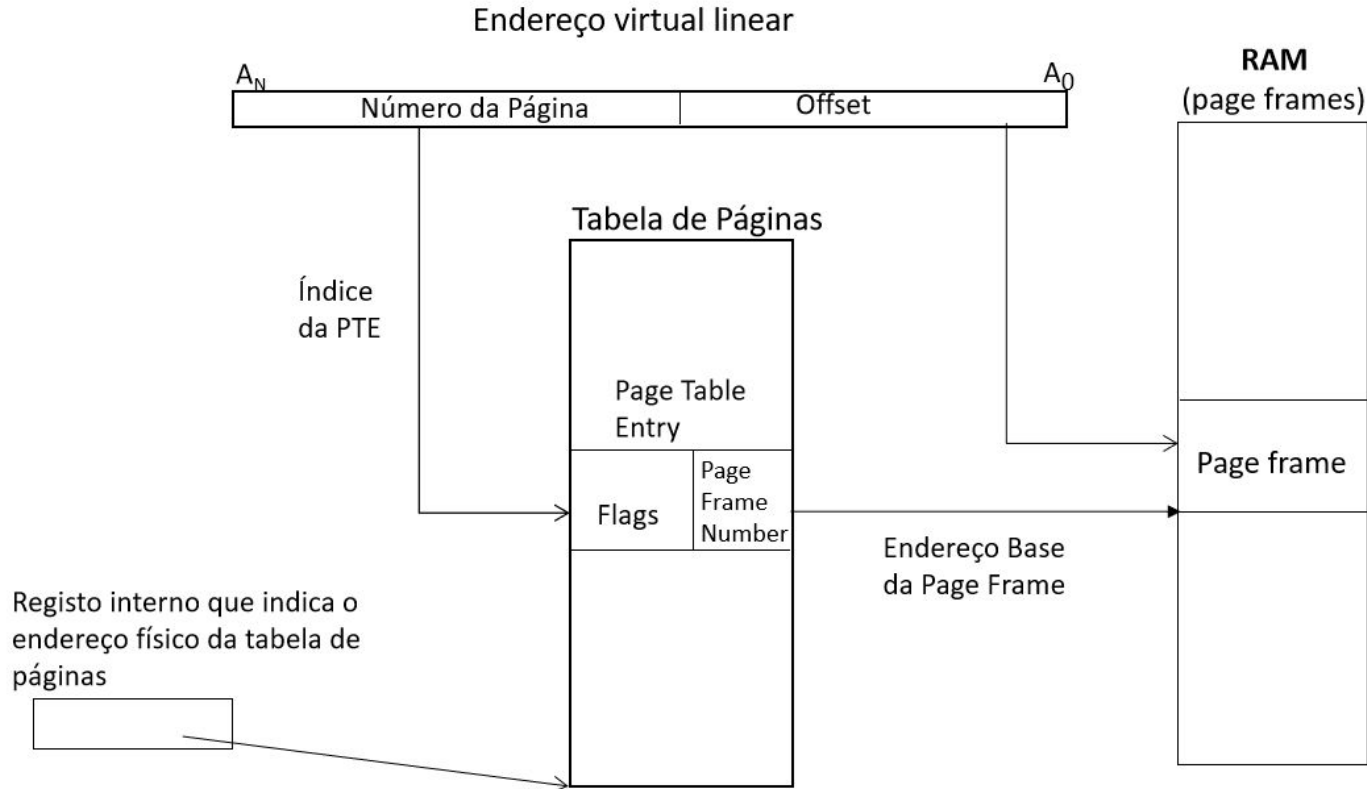 Endereço virtual linear
A_N
A_0
Número da Página
Offset
RAM
(page frames)
Tabela de Páginas
Índice
da PTE
Page Table
Entry
Flags
Page
Frame
Number
Page frame
Endereço Base
da Page Frame
Registo interno que indica o
endereço físico da tabela de
páginas